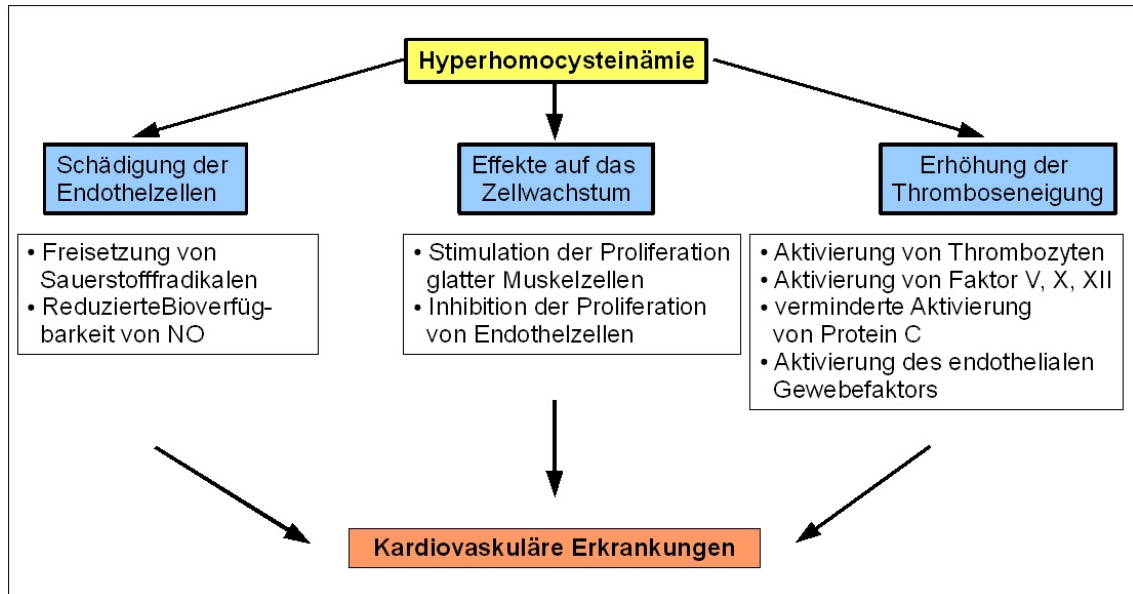 Hyperhomocysteinämie
Schädigung der
Endothelzellen
• Freisetzung von
Sauerstofffradikalen
• ReduzierteBioverfüg-
barkeit von NO
Effekte auf das
Zellwachstum
• Stimulation der Proliferation
glatter Muskelzellen
• Inhibition der Proliferation
von Endothelzellen
Erhöhung der
Thromboseneigung
• Aktivierung von Thrombozyten
• Aktivierung von Faktor V, X, XII
• verminderte Aktivierung
von Protein C
• Aktivierung des endothelialen
Gewebefaktors
Kardiovaskuläre Erkrankungen